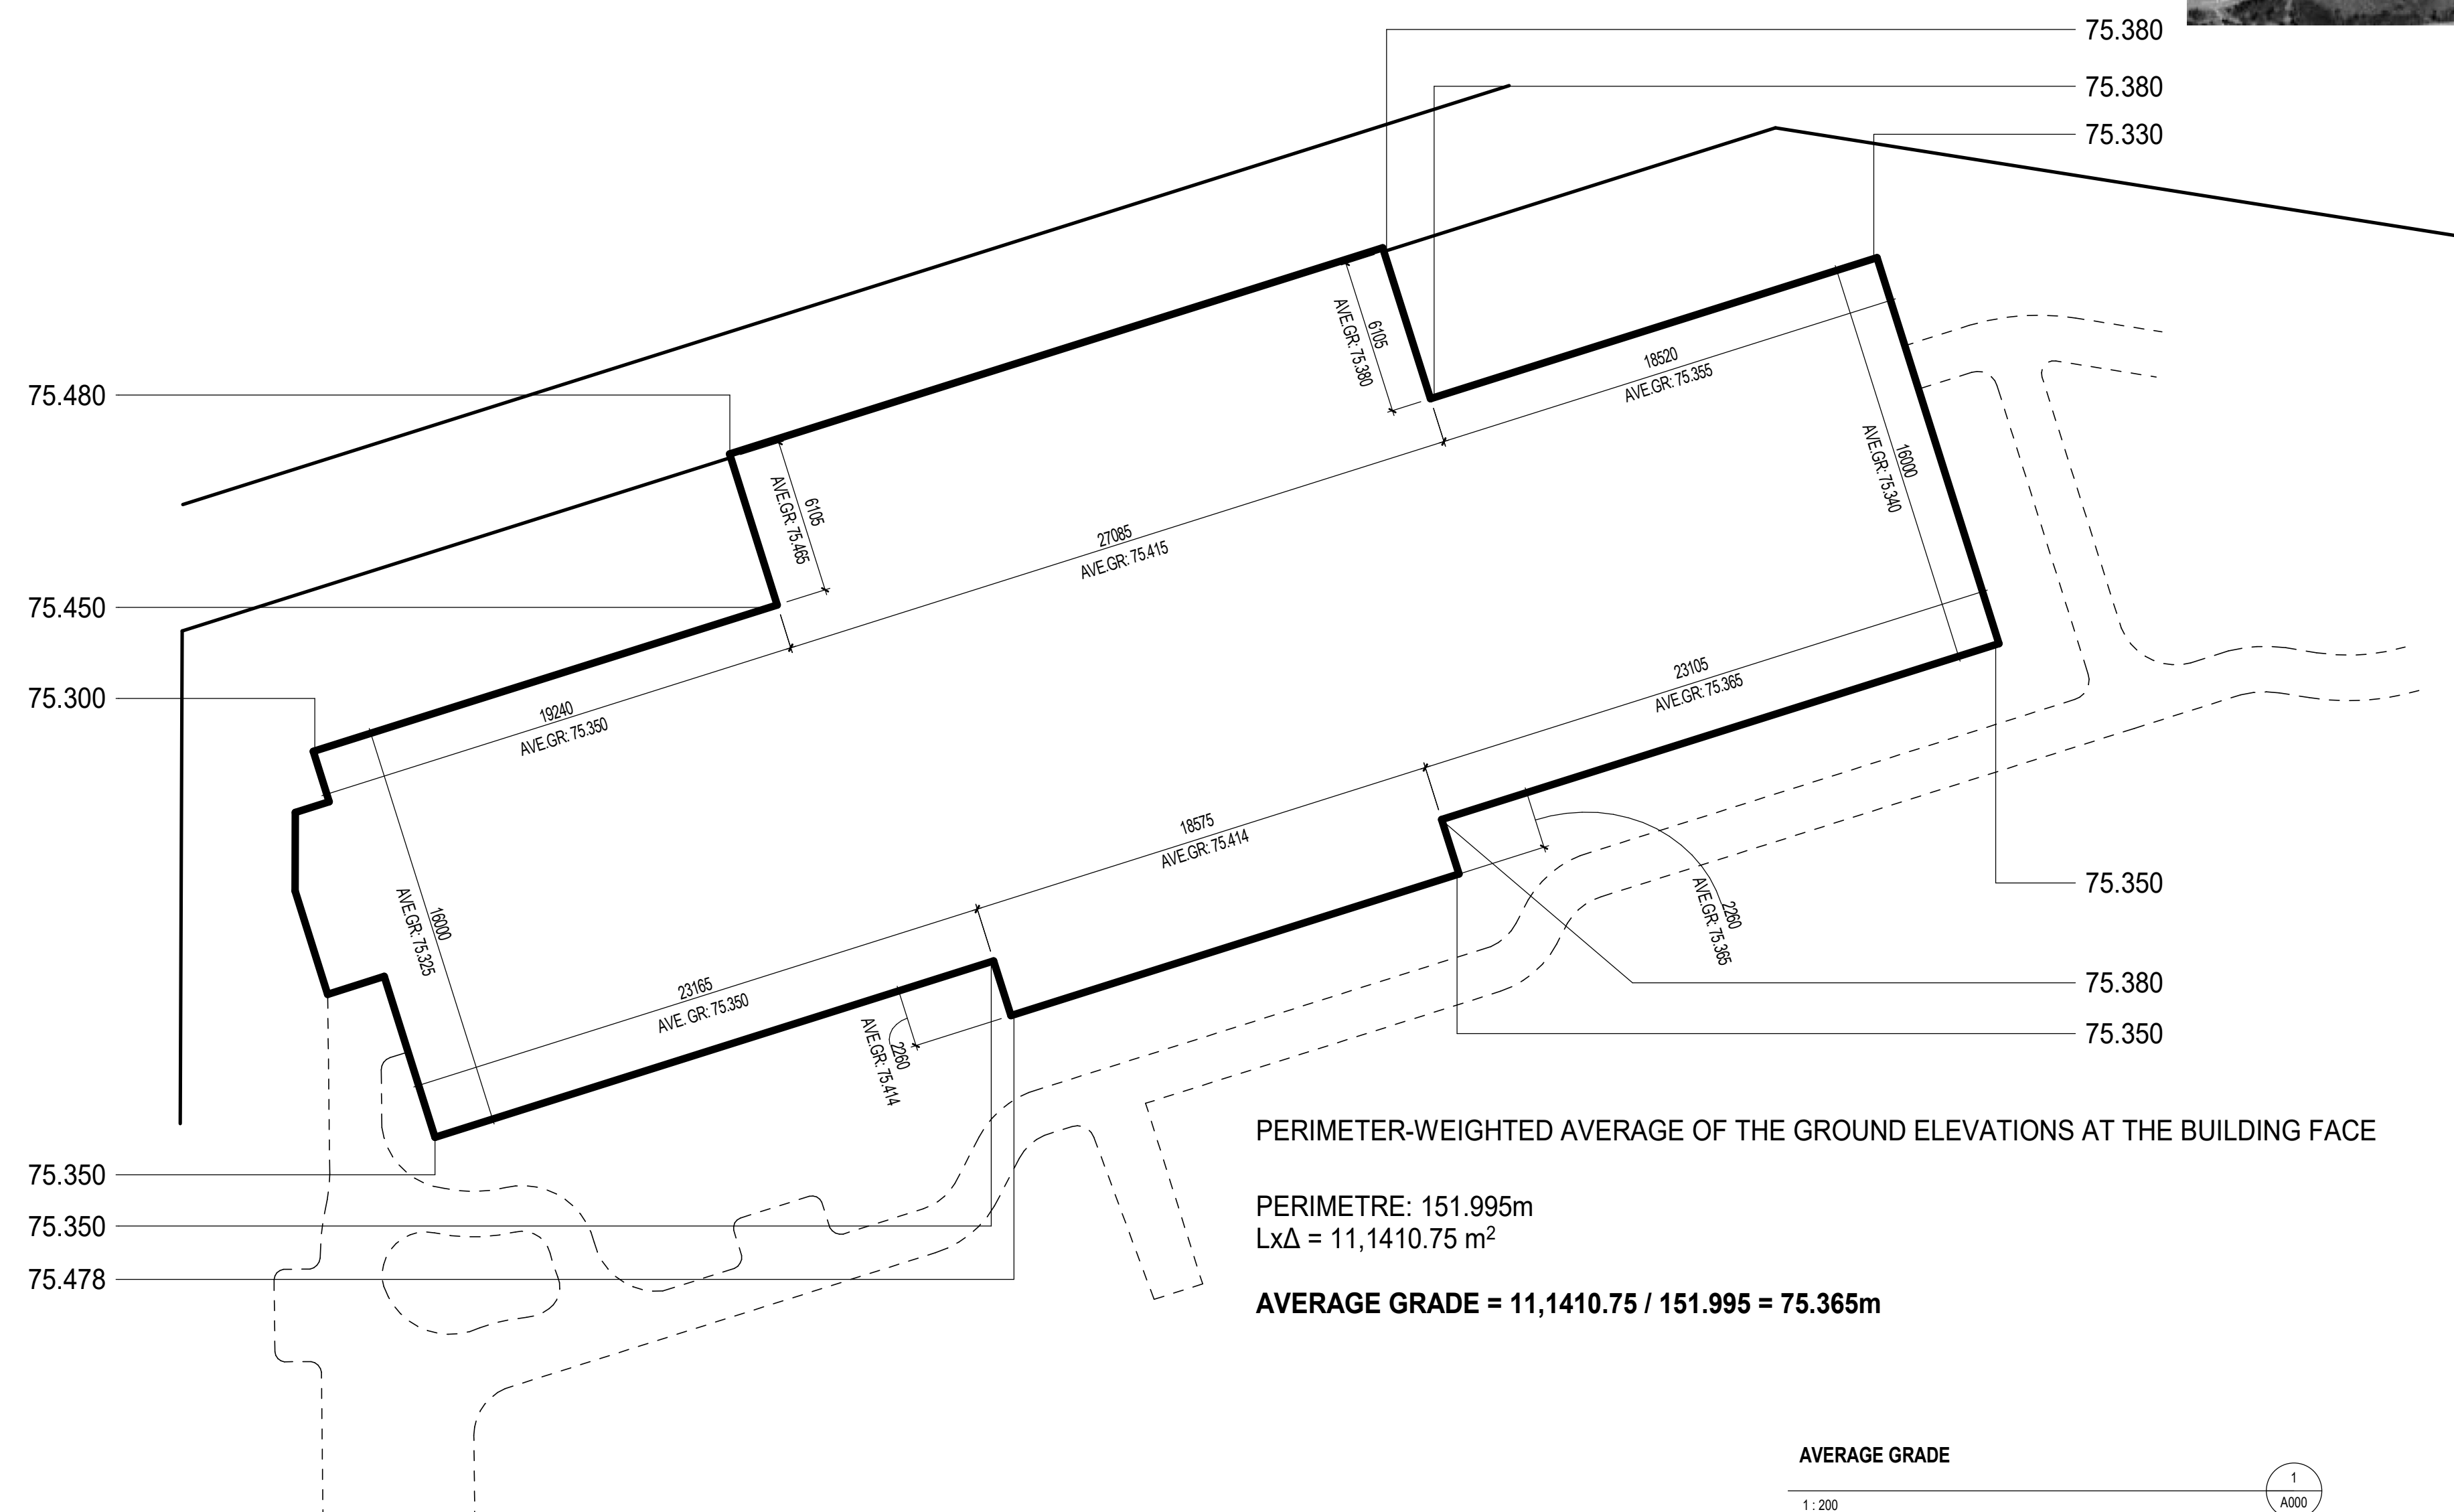 75.380
75.380
75.330
6105
AVE.GR: 75.380
18520
AVE.GR: 75.355
75.480
16000
AVE.GR: 75.340
6105
AVE.GR: 75.465
27085
AVE.GR: 75.415
75.450
75.300
23105
AVE.GR: 75.365
19240
AVE.GR: 75.350
18575
AVE.GR: 75.414
75.350
16000
AVE.GR: 75.325
2260
AVE.GR: 75.365
23165
AVE. GR: 75.350
75.380
75.350
2260
AVE.GR: 75.414
PERIMETER-WEIGHTED AVERAGE OF THE GROUND ELEVATIONS AT THE BUILDING FACE
75.350
PERIMETRE: 151.995m
75.350
LxΔ = 11,1410.75 m²
75.478
AVERAGE GRADE = 11,1410.75 / 151.995 = 75.365m
AVERAGE GRADE
1
1 : 200
A000